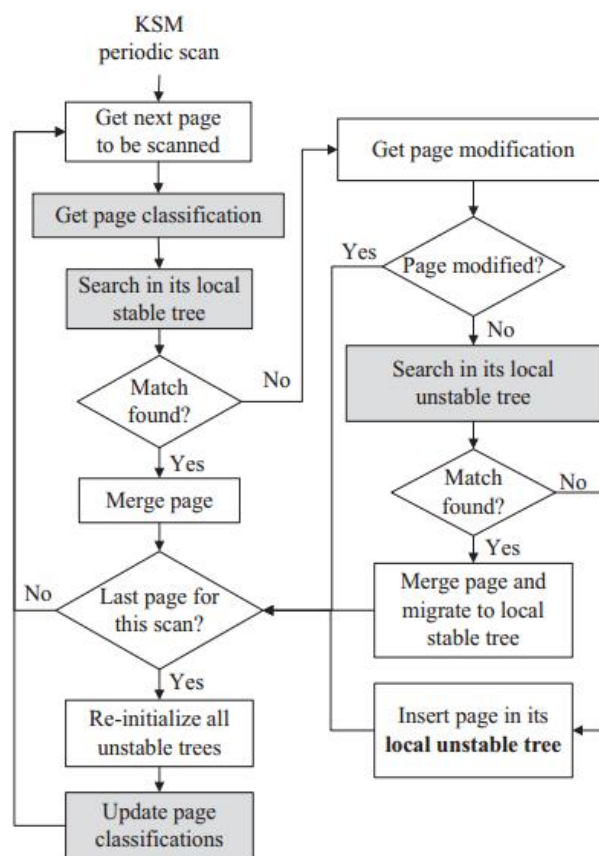 KSM
periodic scan
Get next page
to be scanned
Get page classification
Search in its local
stable tree
Match
found?
No
Yes
Merge page
Last page for
this scan?
No
Yes
Re-initialize all
unstable trees
Update page
classifications
Get page modification
Page modified?
Yes
No
Search in its local
unstable tree
Match
found?
No
Yes
Merge page and
migrate to local
stable tree
Insert page in its
local unstable tree